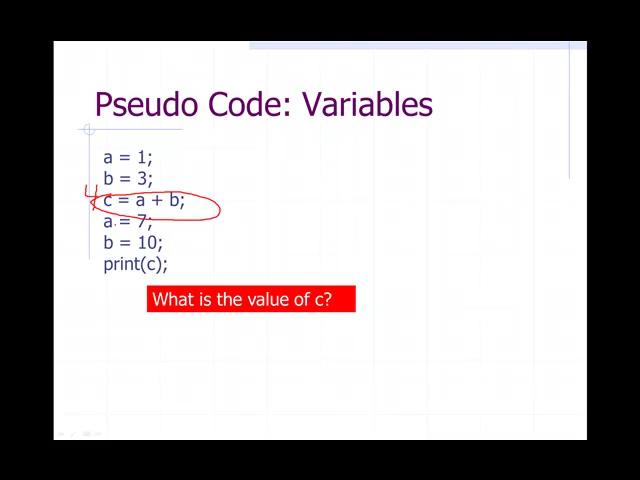 Pseudo Code: Variables
a = 1;
b = 3;
4
c = a + b;
a = 7;
b = 10;
print(c);
What is the value of c?